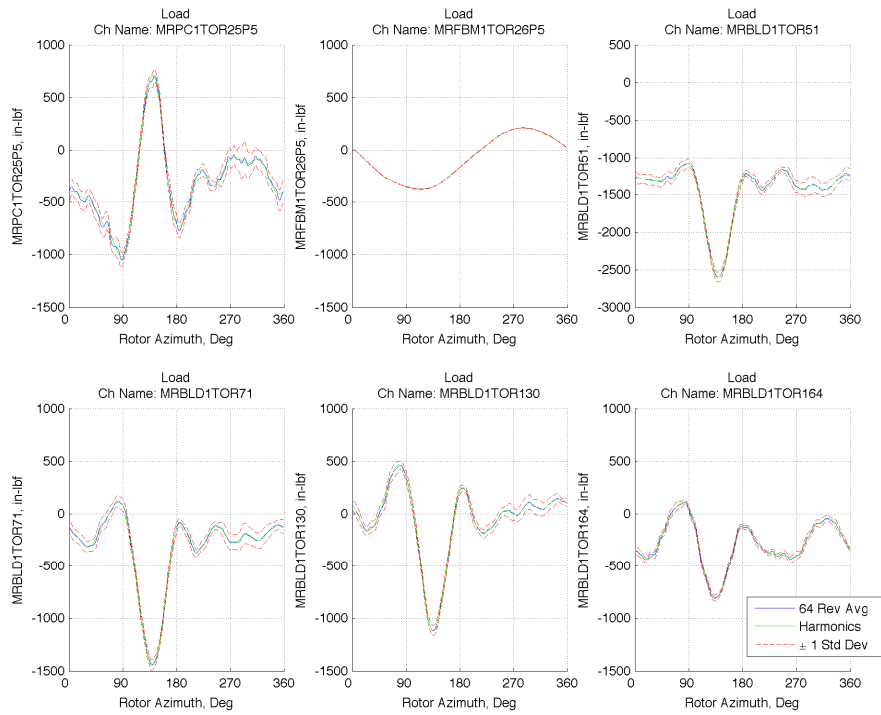 Load
Ch Name: MRPC1TOR25P5
1000
500
0
-500
-1000
-1500
MRPC1TOR25P5, in-lbf
0 90 180 270 360
Rotor Azimuth, Deg
Load
Ch Name: MRFBM1TOR26P5
1000
500
0
-500
-1000
-1500
MRFBM1TOR26P5, in-lbf
0 90 180 270 360
Rotor Azimuth, Deg
Load
Ch Name: MRBLD1TOR51
500
0
-500
-1000
-1500
-2000
-2500
-3000
MRBLD1TOR51, in-lbf
0 90 180 270 360
Rotor Azimuth, Deg
Load
Ch Name: MRBLD1TOR71
1000
500
0
-500
-1000
-1500
MRBLD1TOR71, in-lbf
0 90 180 270 360
Rotor Azimuth, Deg
Load
Ch Name: MRBLD1TOR130
1000
500
0
-500
-1000
-1500
MRBLD1TOR130, in-lbf
0 90 180 270 360
Rotor Azimuth, Deg
Load
Ch Name: MRBLD1TOR164
1000
500
0
-500
-1000
-1500
MRBLD1TOR164, in-lbf
0 90 180 270 360
Rotor Azimuth, Deg
64 Rev Avg
Harmonics
± 1 Std Dev